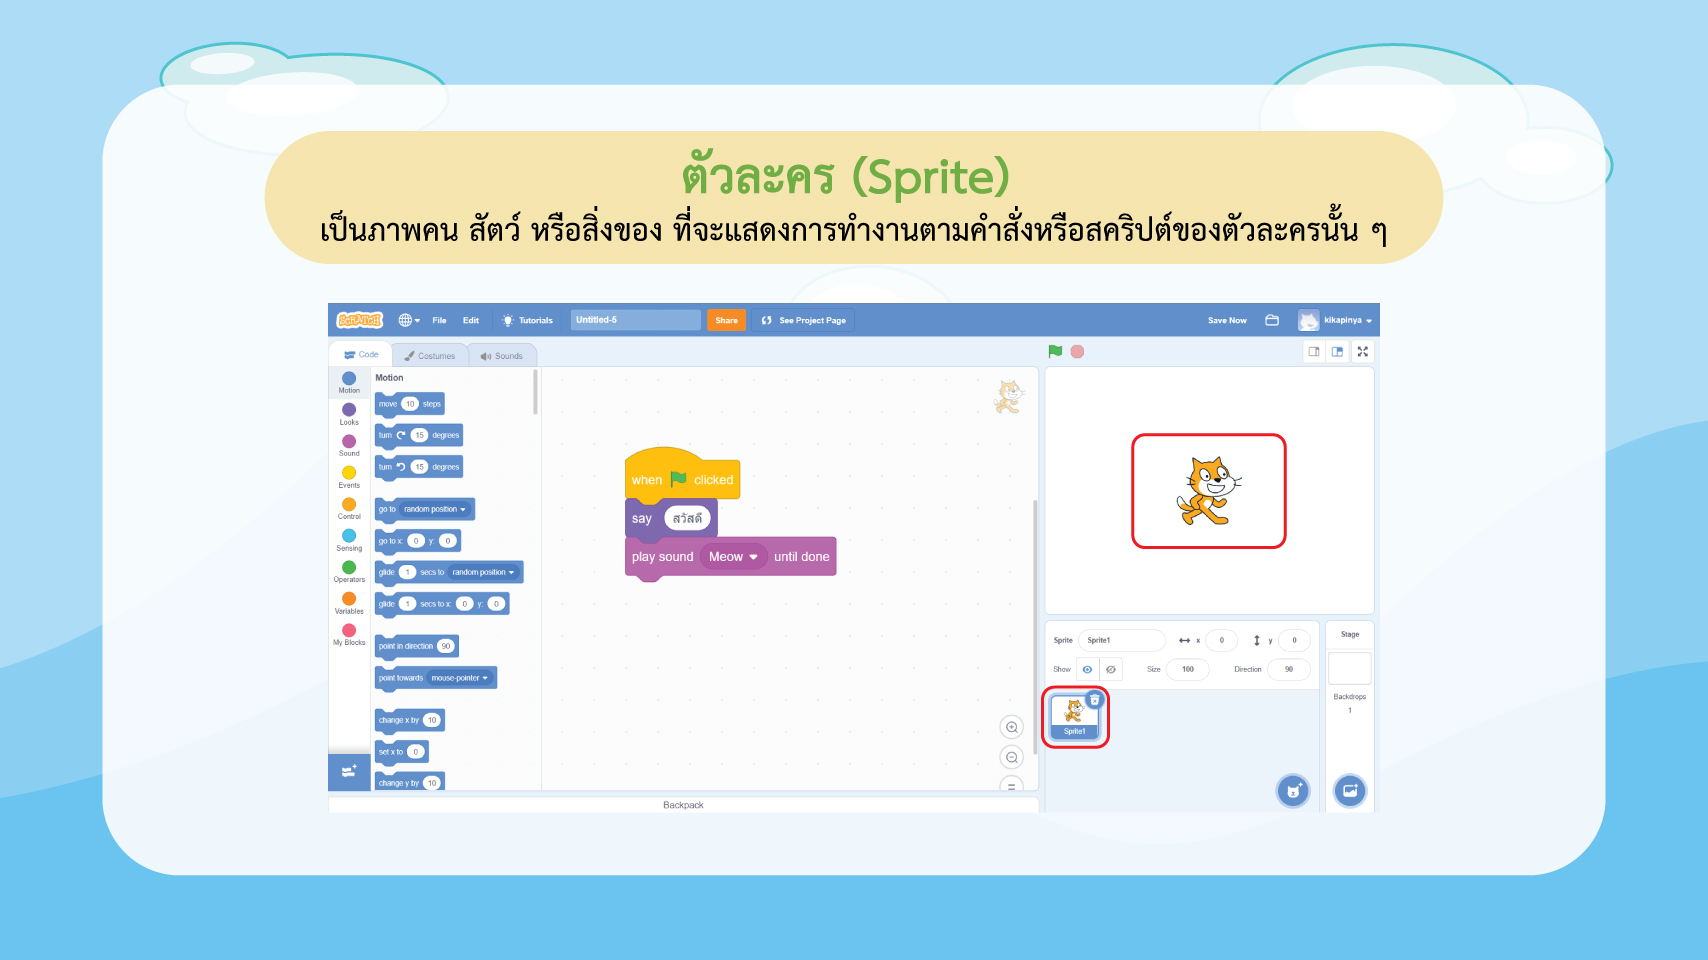 ตัวละคร (Sprite)
เป็นภาพคน สัตว์ หรือสิ่งของ ที่จะแสดงการทำงานตามคำสั่งหรือสคริปต์ของตัวละครนั้น ๆ
SCRATCH File Edit Tutorials Untitled-5 Share See Project Page Save Now kikapinya
Code Costumes Sounds
Motion
Looks
Sound
Events
Control
Sensing
Operators
Variables
My Blocks
Motion
move 10 steps
turn 15 degrees
turn 15 degrees
go to random position
go to x: 0 y: 0
glide 1 secs to random position
glide 1 secs to x: 0 y: 0
point in direction 90
point towards mouse-pointer
change x by 10
set x to 0
change y by 10
when clicked
say สวัสดี
play sound Meow until done
Backpack
Sprite Sprite1 x 0 y 0
Show Size 100 Direction 90
Sprite1
Stage
Backdrops
1